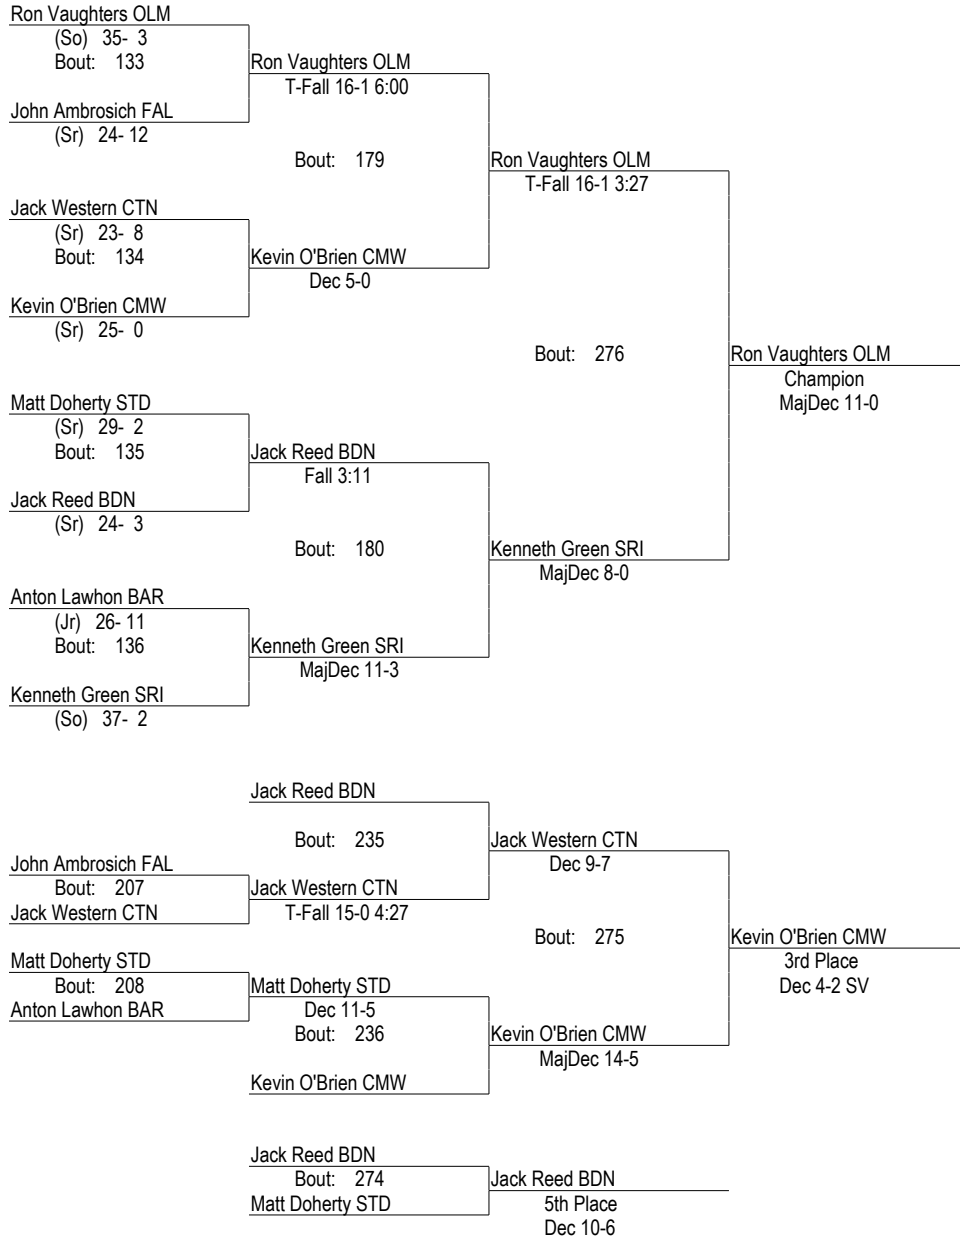 Ron Vaughters OLM
(So) 35- 3
Bout: 133
Ron Vaughters OLM
T-Fall 16-1 6:00
John Ambrosich FAL
(Sr) 24- 12
Bout: 179
Ron Vaughters OLM
T-Fall 16-1 3:27
Jack Western CTN
(Sr) 23- 8
Bout: 134
Kevin O'Brien CMW
Dec 5-0
Kevin O'Brien CMW
(Sr) 25- 0
Bout: 276
Ron Vaughters OLM
Champion
MajDec 11-0
Matt Doherty STD
(Sr) 29- 2
Bout: 135
Jack Reed BDN
Fall 3:11
Jack Reed BDN
(Sr) 24- 3
Bout: 180
Kenneth Green SRI
MajDec 8-0
Anton Lawhon BAR
(Jr) 26- 11
Bout: 136
Kenneth Green SRI
MajDec 11-3
Kenneth Green SRI
(So) 37- 2
Jack Reed BDN
Bout: 235
Jack Western CTN
Dec 9-7
John Ambrosich FAL
Bout: 207
Jack Western CTN
Jack Western CTN
T-Fall 15-0 4:27
Bout: 275
Kevin O'Brien CMW
3rd Place
Dec 4-2 SV
Matt Doherty STD
Bout: 208
Anton Lawhon BAR
Matt Doherty STD
Dec 11-5
Bout: 236
Kevin O'Brien CMW
MajDec 14-5
Kevin O'Brien CMW
Jack Reed BDN
Bout: 274
Matt Doherty STD
Jack Reed BDN
5th Place
Dec 10-6